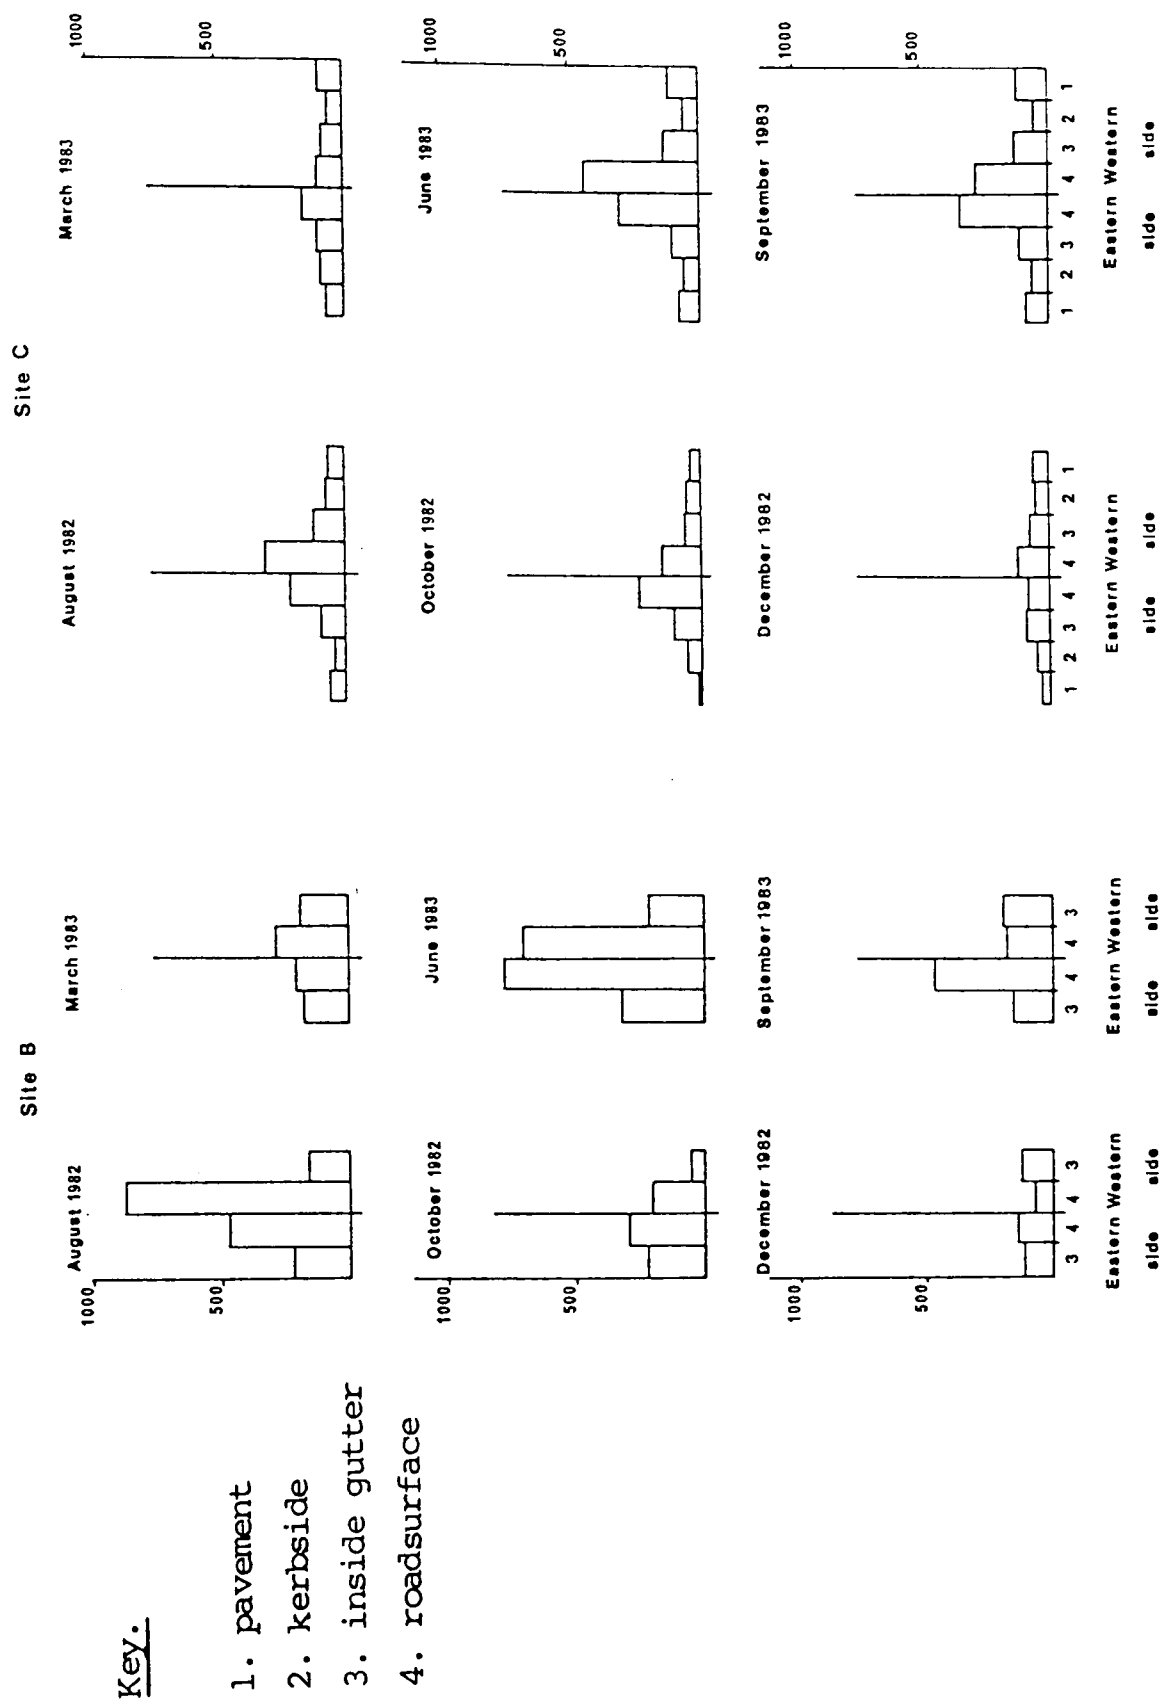 Site B
Site C
August 1982
March 1983
August 1982
March 1983
1000
500
1000
500
October 1982
June 1983
October 1982
June 1983
1000
500
1000
500
December 1982
September 1983
December 1982
September 1983
1000
500
1000
500
3 4 4 3
3 4 4 3
1 2 3 4 4 3 2 1
1 2 3 4 4 3 2 1
Eastern Western
side side
Eastern Western
side side
Eastern Western
side side
Eastern Western
side side
Key.
1. pavement
2. kerbside
3. inside gutter
4. roadsurface